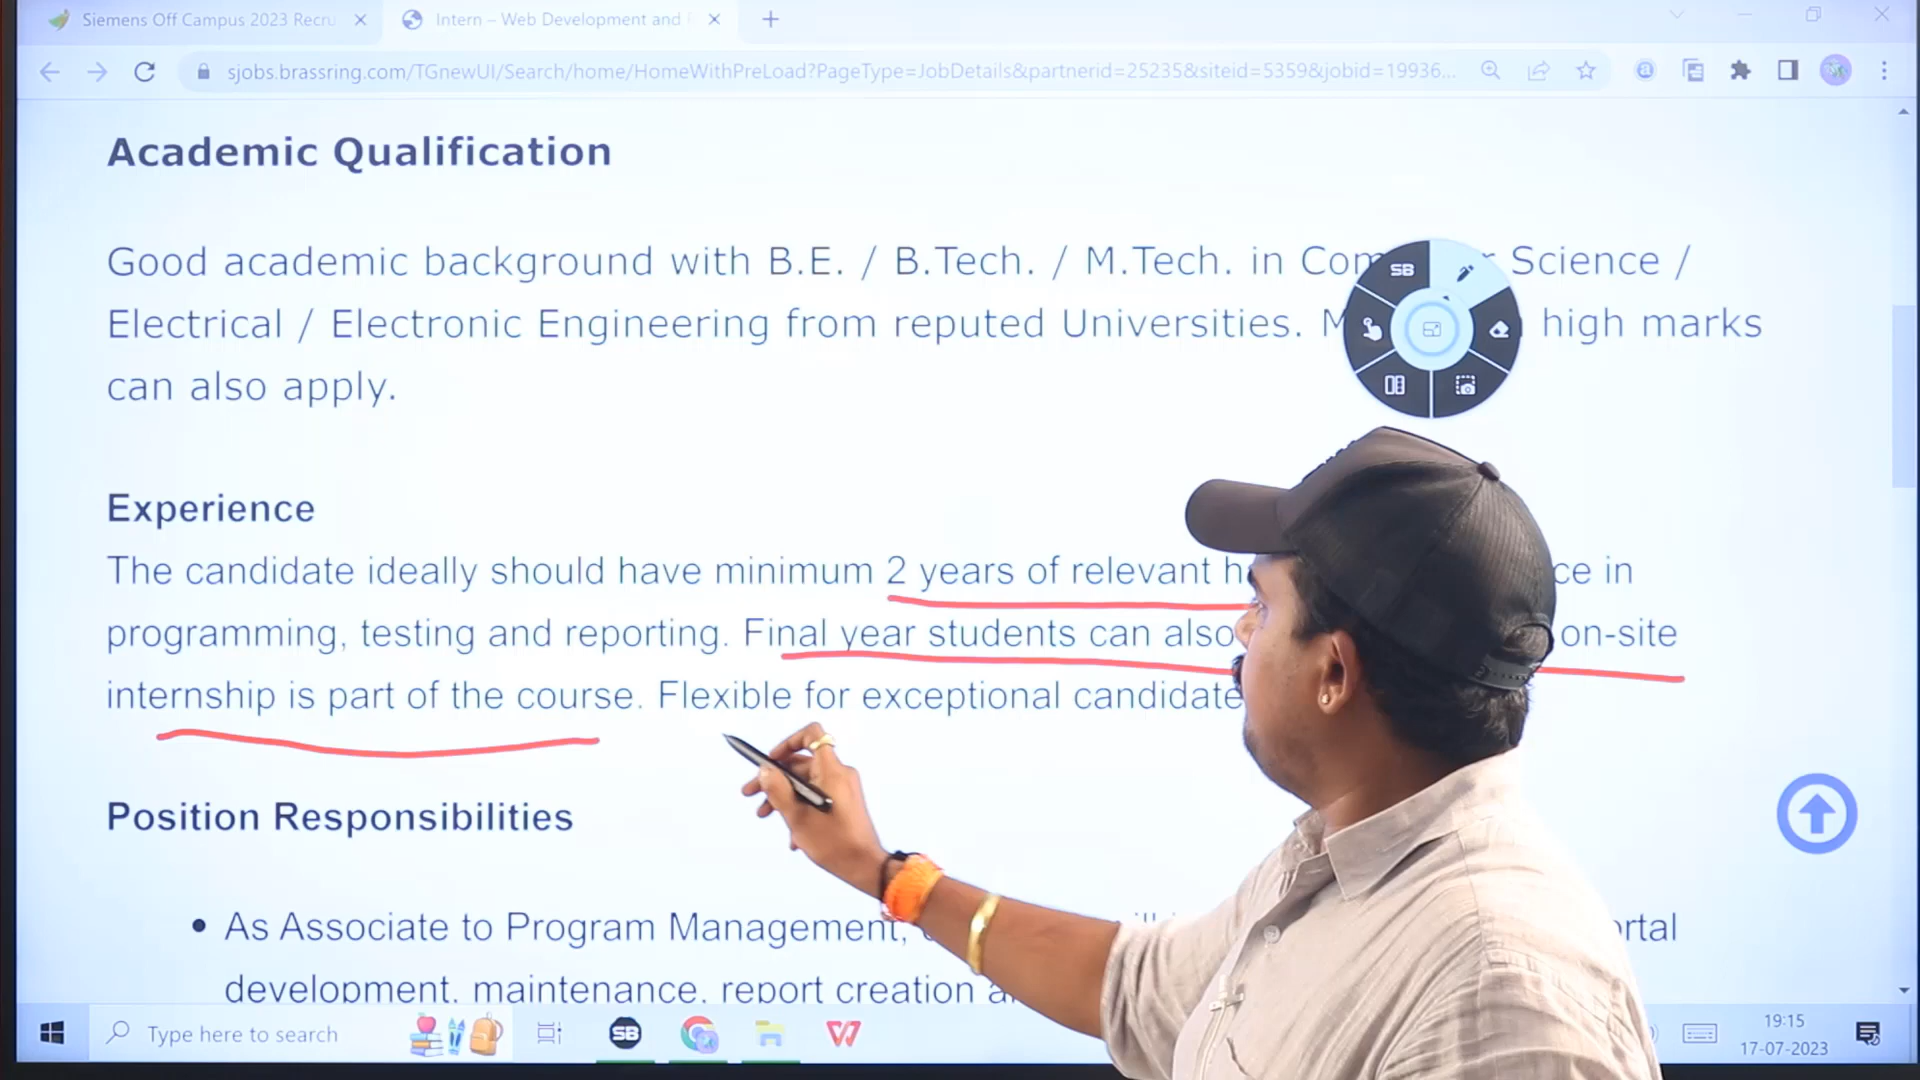 Siemens Off Campus 2023 Recru
Intern – Web Development and
sjobs.brassring.com/TGnewUI/Search/home/HomeWithPreLoad?PageType=JobDetails&partnerid=25235&siteid=5359&jobid=19936...
Academic Qualification
Good academic background with B.E. / B.Tech. / M.Tech. in Com Science /
Electrical / Electronic Engineering from reputed Universities. M high marks
can also apply.
SB
Experience
The candidate ideally should have minimum 2 years of relevant h ce in
programming, testing and reporting. Final year students can also on-site
internship is part of the course. Flexible for exceptional candidate
Position Responsibilities
• As Associate to Program Management, rtal
development, maintenance, report creation a
Type here to search
SB
19:15
17-07-2023